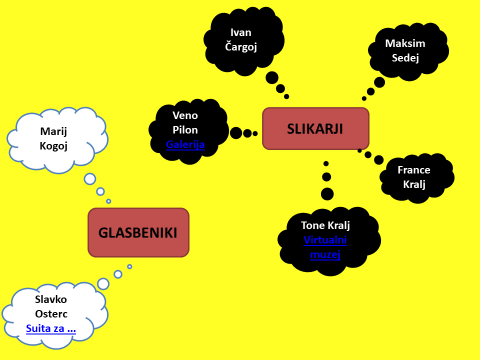 Ivan
Čargoj
Maksim
Sedej
Veno
Pilon
Galerija
SLIKARJI
Marij
Kogoj
France
Kralj
Tone Kralj
Virtualni
muzej
GLASBENIKI
Slavko
Osterc
Suita za ...